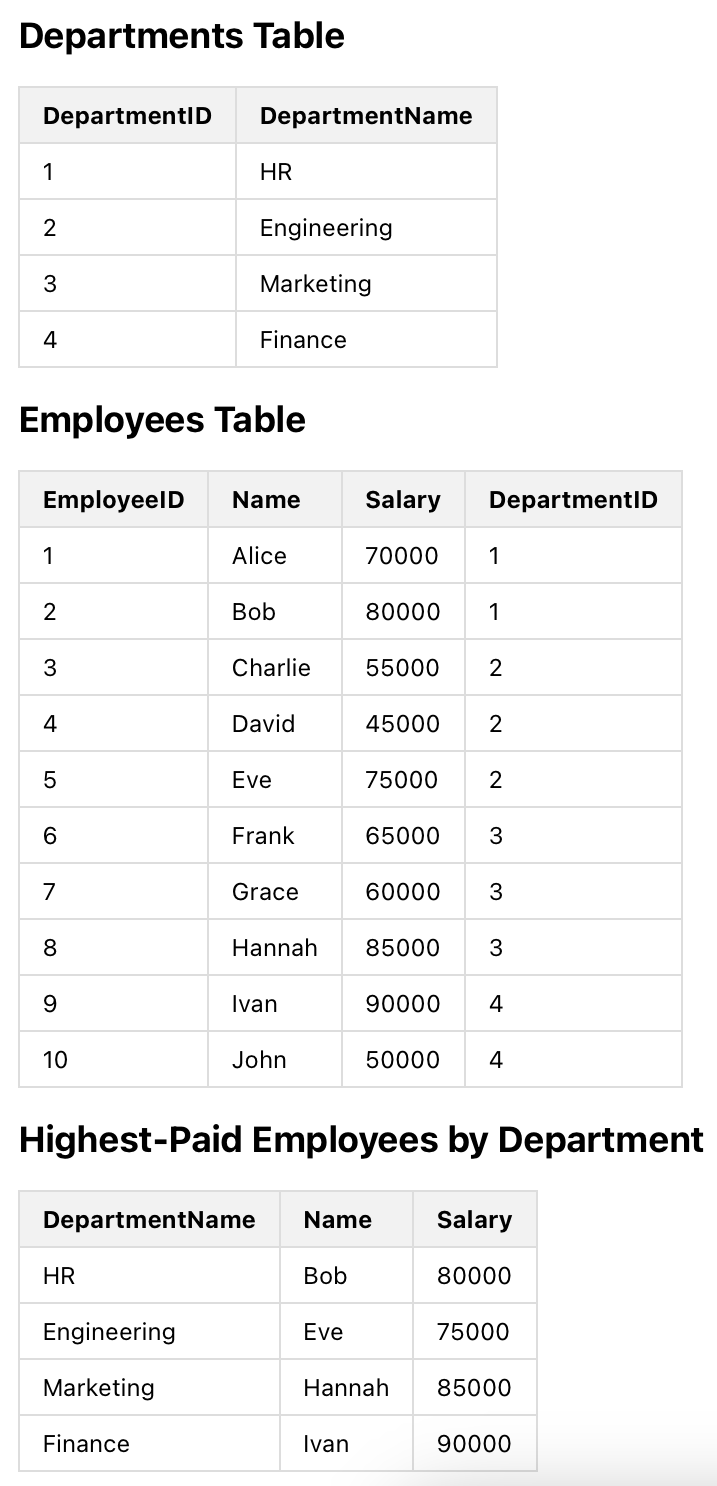 Departments Table
DepartmentID DepartmentName
1 HR
2 Engineering
3 Marketing
4 Finance
Employees Table
EmployeeID Name Salary DepartmentID
1 Alice 70000 1
2 Bob 80000 1
3 Charlie 55000 2
4 David 45000 2
5 Eve 75000 2
6 Frank 65000 3
7 Grace 60000 3
8 Hannah 85000 3
9 Ivan 90000 4
10 John 50000 4
Highest-Paid Employees by Department
DepartmentName Name Salary
HR Bob 80000
Engineering Eve 75000
Marketing Hannah 85000
Finance Ivan 90000